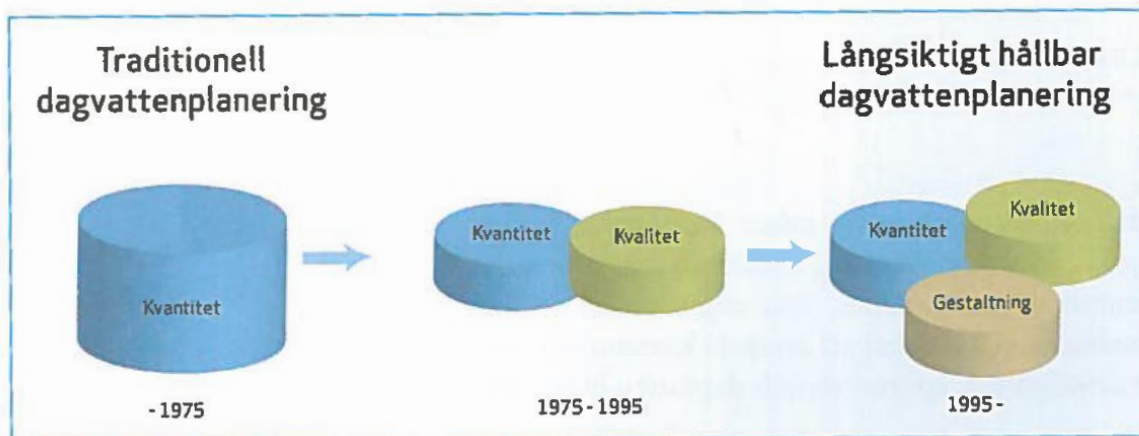 Traditionell
dagvattenplanering
Långsiktigt hållbar
dagvattenplanering
Kvantitet
Kvantitet
Kvalitet
Kvantitet
Kvalitet
Gestaltning
- 1975
1975 - 1995
1995 -